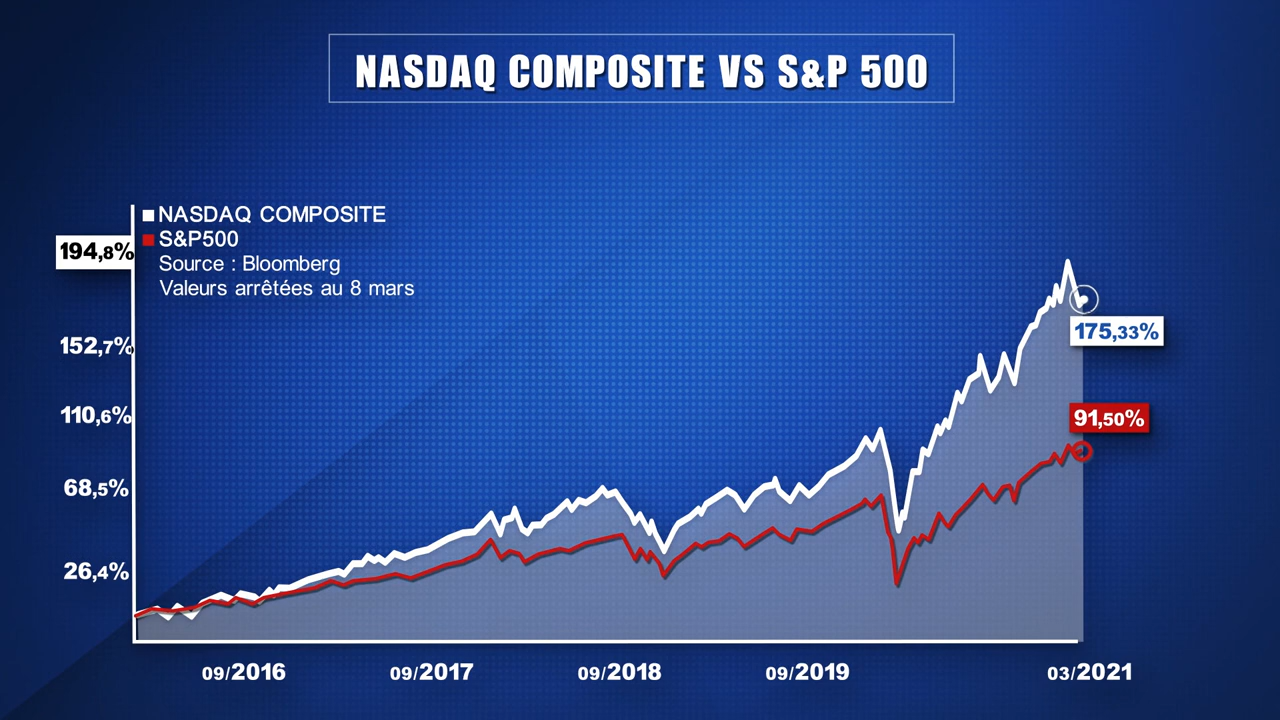 NASDAQ COMPOSITE VS S&P 500
NASDAQ COMPOSITE
S&P500
Source : Bloomberg
Valeurs arrêtées au 8 mars
194,8%
152,7%
110,6%
68,5%
26,4%
175,33%
91,50%
09/2016
09/2017
09/2018
09/2019
03/2021